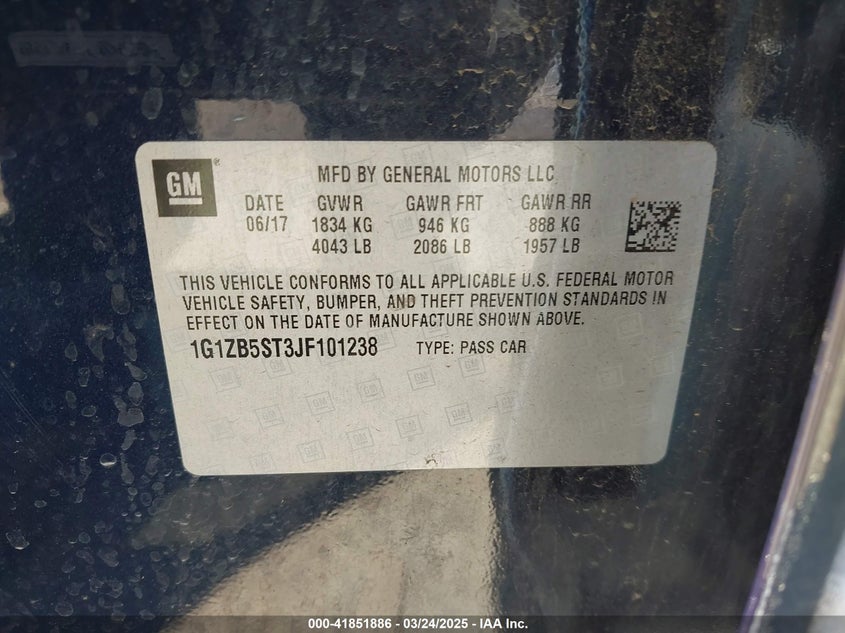 GM ® MFD BY GENERAL MOTORS LLC
DATE GVWR GAWR FRT GAWR RR
06/17 1834 KG 946 KG 888 KG
4043 LB 2086 LB 1957 LB
THIS VEHICLE CONFORMS TO ALL APPLICABLE U.S. FEDERAL MOTOR
VEHICLE SAFETY, BUMPER, AND THEFT PREVENTION STANDARDS IN
EFFECT ON THE DATE OF MANUFACTURE SHOWN ABOVE.
1G1ZB5ST3JF101238 TYPE: PASS CAR
000-41851886 - 03/24/2025 - IAA Inc.